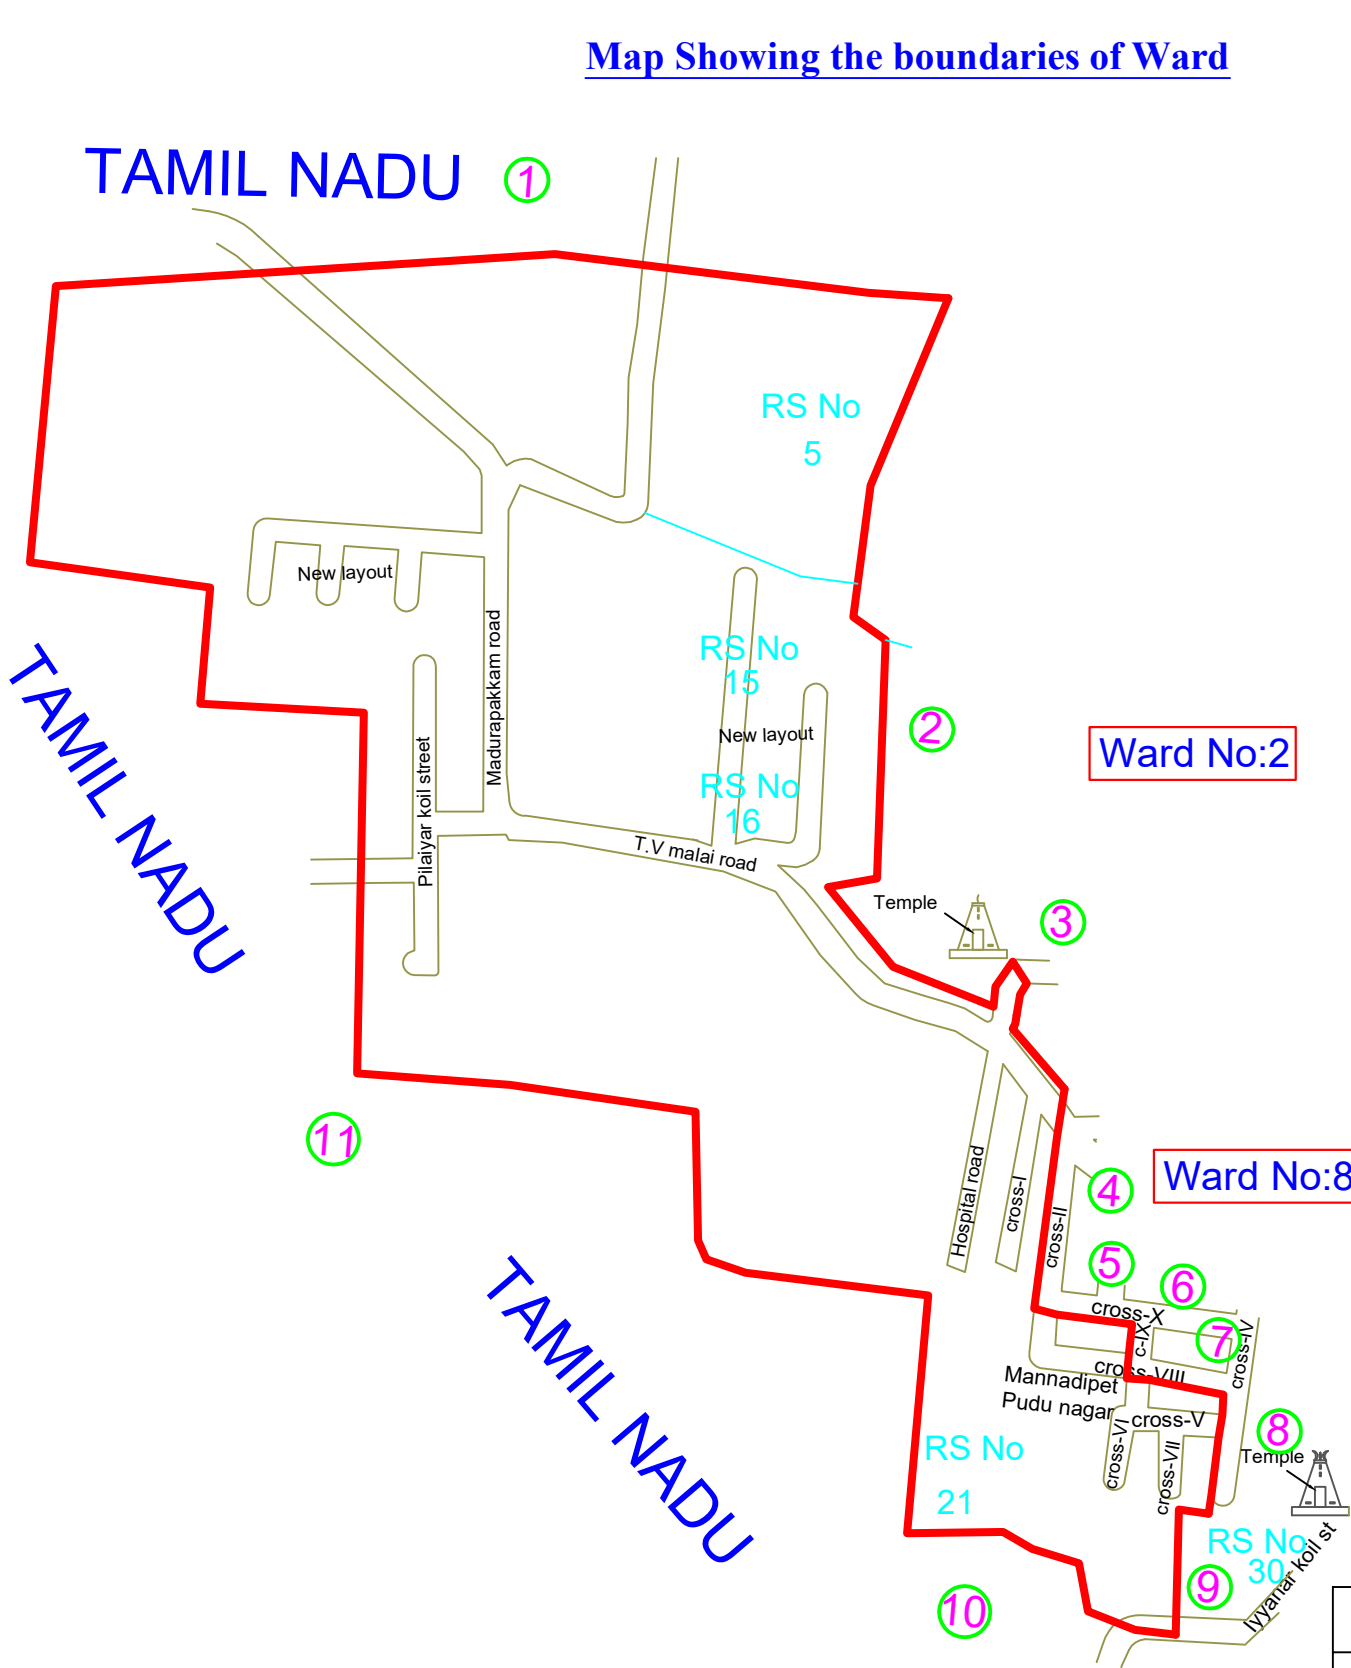 Map Showing the boundaries of Ward
TAMIL NADU
1
RS No
5
New layout
Madurapakkam road
RS No
15
TAMIL NADU
2
New layout
Ward No:2
Pilaiyar koil street
RS No
16
T.V malai road
Temple
3
11
Ward No:8
4
Hospital road
cross-I
cross-II
5
6
cross-X
7
c-IX
cross-IV
cross-VIII
Mannadipet
Pudu nagar
TAMIL NADU
cross-V
8
RS No
21
cross-VI
cross-VII
Temple
RS No
30
Iyyanar koil st
9
10